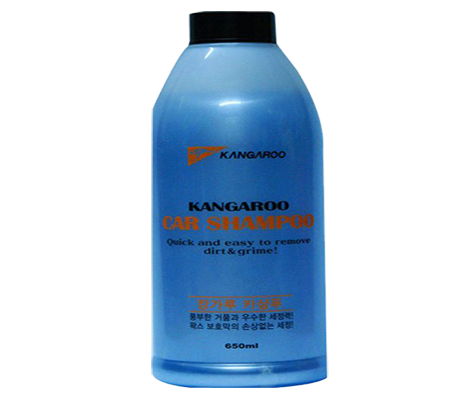 KANGAROO
KANGAROO
CAR SHAMPOO
Quick and easy to remove
dirt&grime!
캉가루 카샴푸
풍부한 거품과 우수한 세정력!
왁스 보호막의 손상없는 세정!
650ml